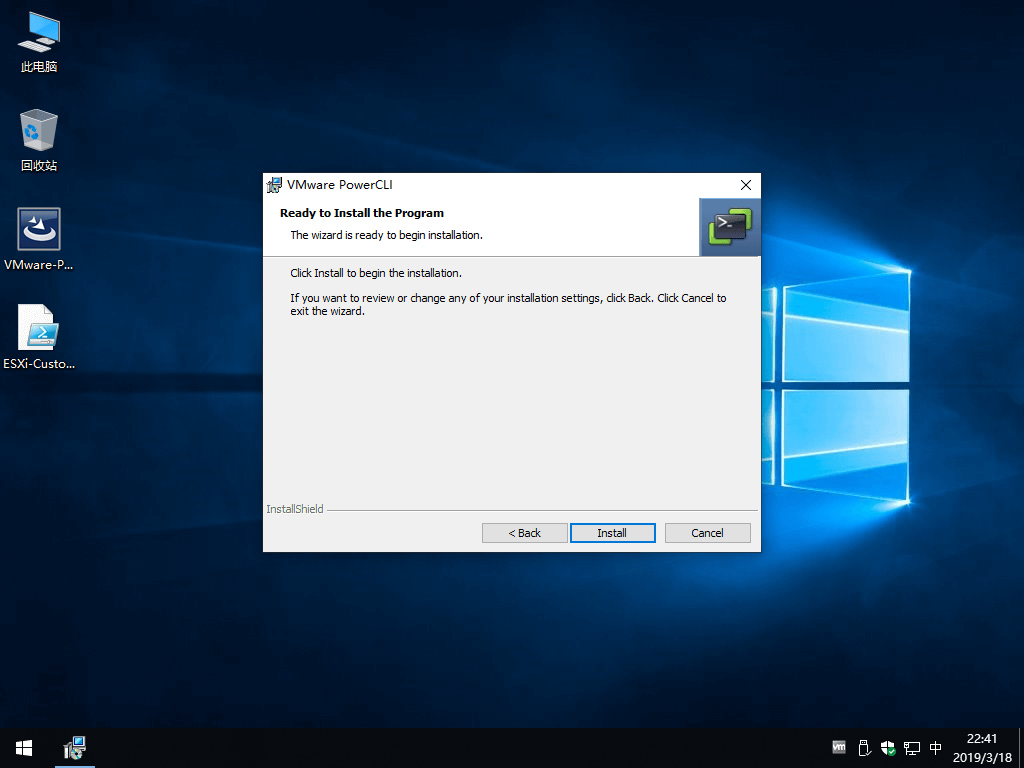 此电脑
回收站
VMware-P...
ESXi-Custo...
VMware PowerCLI
Ready to Install the Program
The wizard is ready to begin installation.
Click Install to begin the installation.
If you want to review or change any of your installation settings, click Back. Click Cancel to
exit the wizard.
InstallShield
< Back
Install
Cancel
vm
中
22:41
2019/3/18